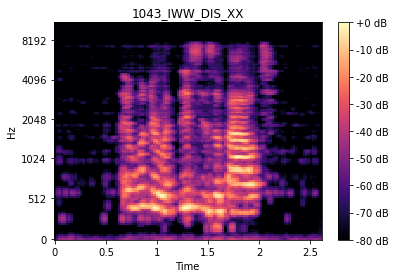 1043_IWW_DIS_XX
8192
4096
2048
1024
512
0
Hz
0
0.5
1
1.5
2
2.5
Time
+0 dB
-10 dB
-20 dB
-30 dB
-40 dB
-50 dB
-60 dB
-70 dB
-80 dB